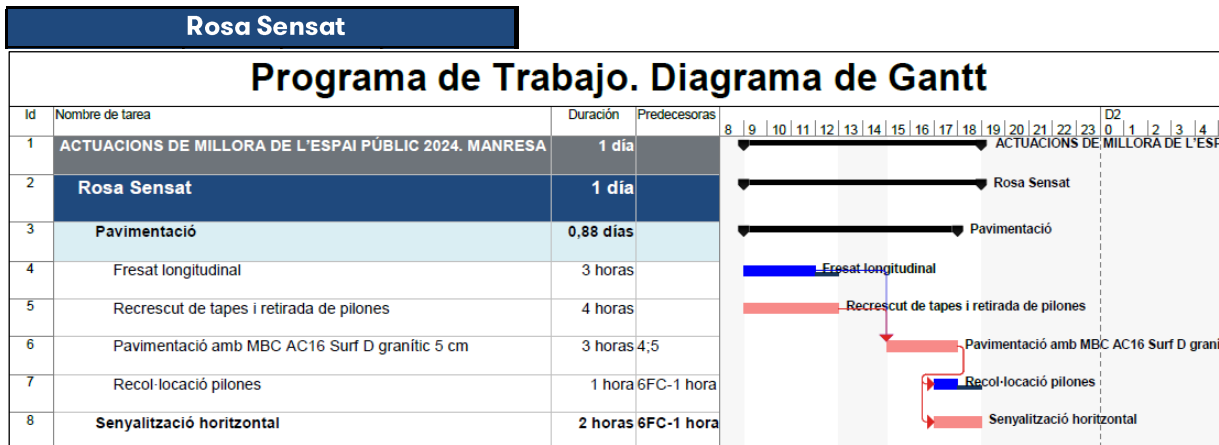 Rosa Sensat
Programa de Trabajo. Diagrama de Gantt
Id Nombre de tarea Duración Predecesoras D2
8 9 10 11 12 13 14 15 16 17 18 19 20 21 22 23 0 1 2 3 4
1 ACTUACIONS DE MILLORA DE L'ESPAI PÚBLIC 2024. MANRESA 1 día ACTUACIONS DE MILLORA DE L'ESP
2 Rosa Sensat 1 día Rosa Sensat
3 Pavimentació 0,88 días Pavimentació
4 Fresat longitudinal 3 horas Fresat longitudinal
5 Recrescut de tapes i retirada de pilones 4 horas Recrescut de tapes i retirada de pilones
6 Pavimentació amb MBC AC16 Surf D granític 5 cm 3 horas 4;5 Pavimentació amb MBC AC16 Surf D grani
7 Recol·locació pilones 1 hora 6FC-1 hora Recol·locació pilones
8 Senyalització horitzontal 2 horas 6FC-1 hora Senyalització horitzontal